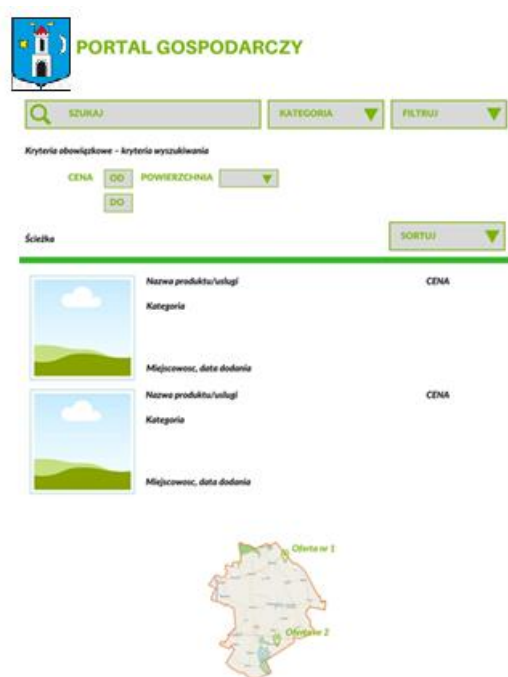 PORTAL GOSPODARCZY
SZUKAJ KATEGORIA FILTRUJ
Kryteria obowiązkowe – kryteria wyszukiwania
CENA OD POWIERZCHNIA
DO
Ścieżka SORTUJ
Nazwa produktu/usługi CENA
Kategoria
Miejscowosc, data dodania
Nazwa produktu/usługi CENA
Kategoria
Miejscowosc, data dodania
Oferta nr 1
Oferta nr 2